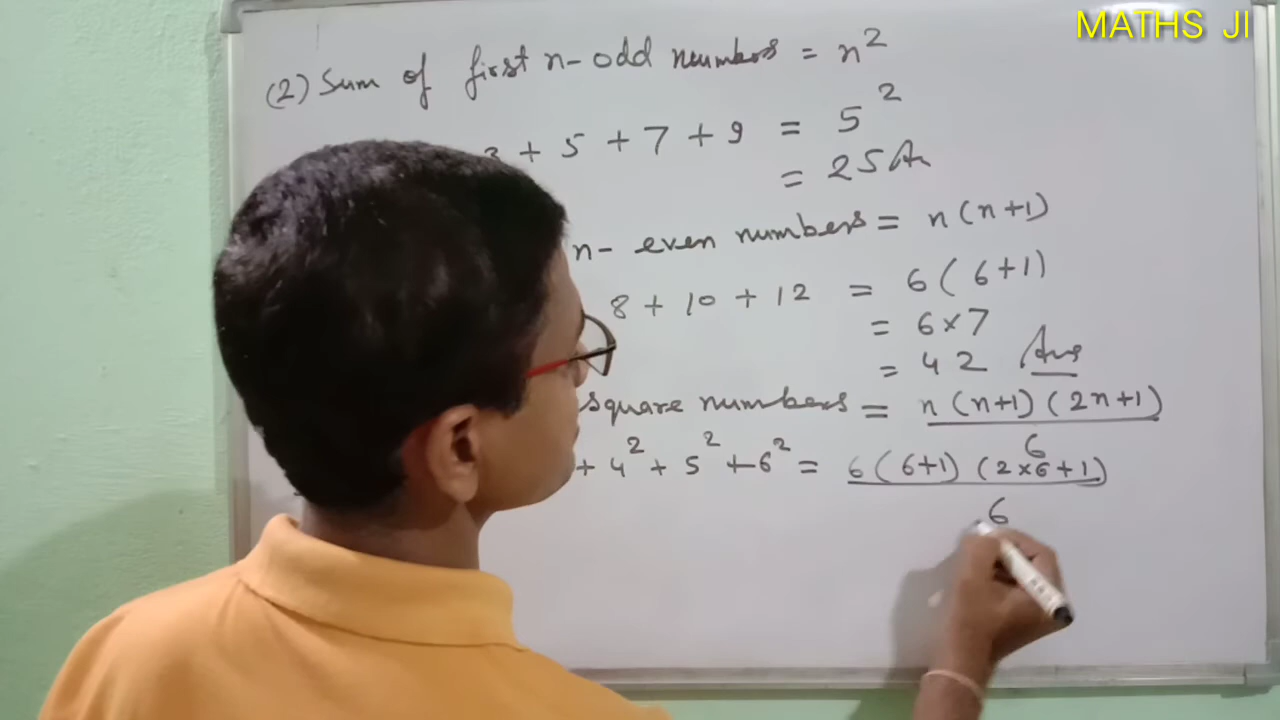 MATHS JI
(2) Sum of first n-odd numbers = n²
3 + 5 + 7 + 9 = 5²
= 25 An
n- even numbers = n(n+1)
8 + 10 + 12 = 6(6+1)
= 6×7
= 42 Ans
square numbers = n(n+1)(2n+1)
6
+ 4² + 5² + 6² = 6(6+1)(2×6+1)
6